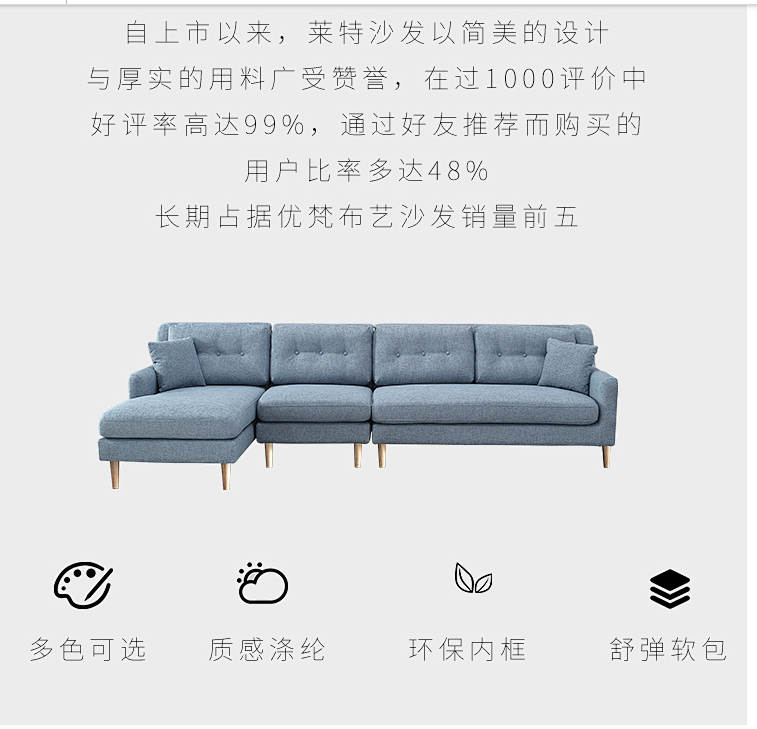 自上市以来，莱特沙发以简美的设计
与厚实的用料广受赞誉，在过1000评价中
好评率高达99%，通过好友推荐而购买的
用户比率多达48%
长期占据优梵布艺沙发销量前五
多色可选 质感涤纶 环保内框 舒弹软包